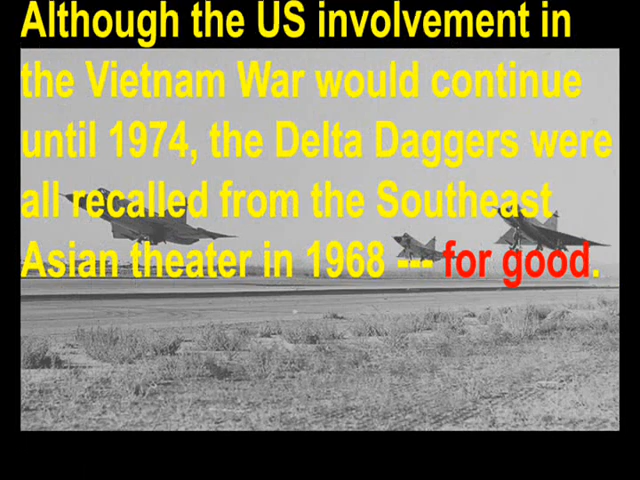 Although the US involvement in
the Vietnam War would continue
until 1974, the Delta Daggers were
all recalled from the Southeast
Asian theater in 1968 --- for good.